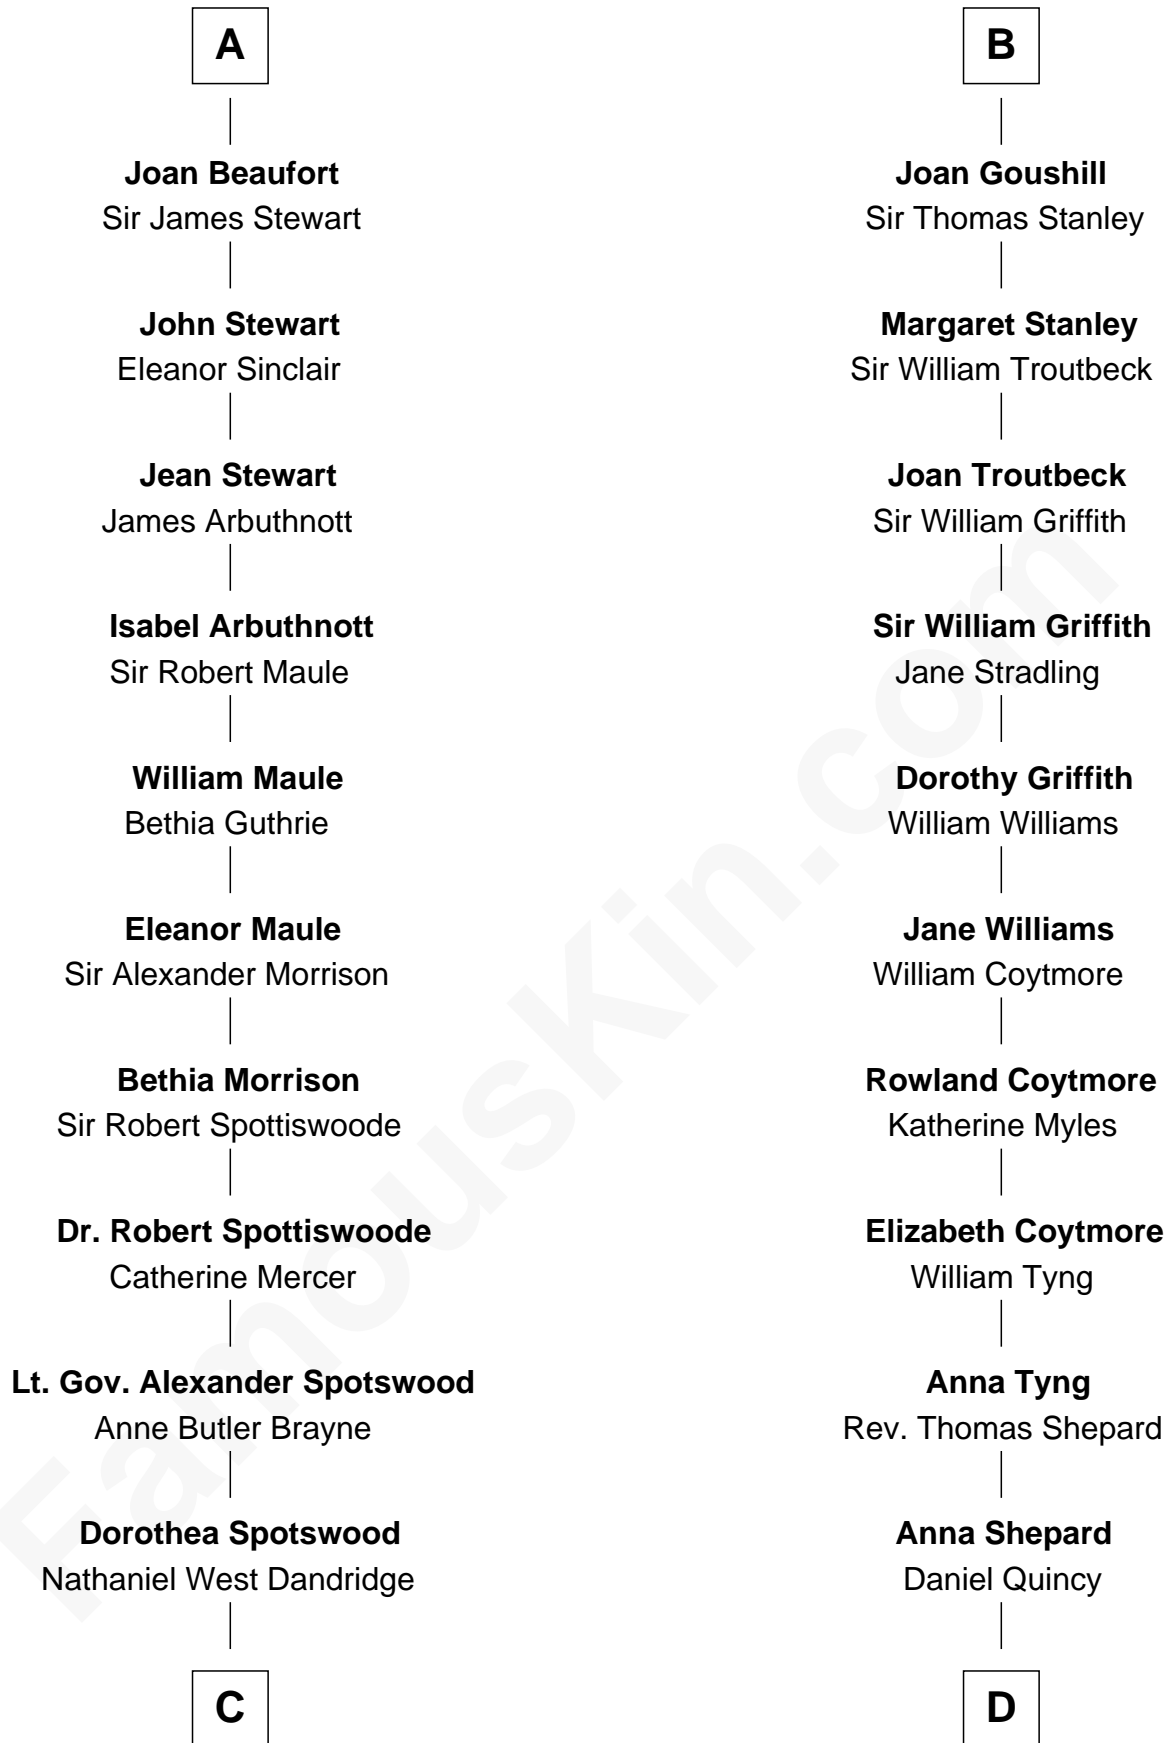 A
Joan Beaufort
Sir James Stewart
John Stewart
Eleanor Sinclair
Jean Stewart
James Arbuthnott
Isabel Arbuthnott
Sir Robert Maule
William Maule
Bethia Guthrie
Eleanor Maule
Sir Alexander Morrison
Bethia Morrison
Sir Robert Spottiswoode
Dr. Robert Spottiswoode
Catherine Mercer
Lt. Gov. Alexander Spotswood
Anne Butler Brayne
Dorothea Spotswood
Nathaniel West Dandridge
C
B
Joan Goushill
Sir Thomas Stanley
Margaret Stanley
Sir William Troutbeck
Joan Troutbeck
Sir William Griffith
Sir William Griffith
Jane Stradling
Dorothy Griffith
William Williams
Jane Williams
William Coytmore
Rowland Coytmore
Katherine Myles
Elizabeth Coytmore
William Tyng
Anna Tyng
Rev. Thomas Shepard
Anna Shepard
Daniel Quincy
D
FamousKin.com